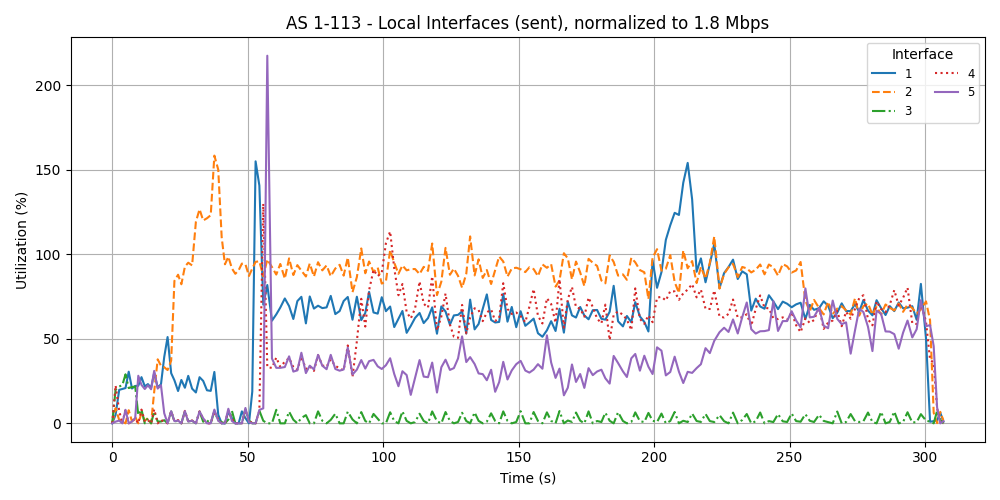 AS 1-113 - Local Interfaces (sent), normalized to 1.8 Mbps
Interface
1
2
3
4
5
Utilization (%)
200
150
100
50
0
0 50 100 150 200 250 300
Time (s)